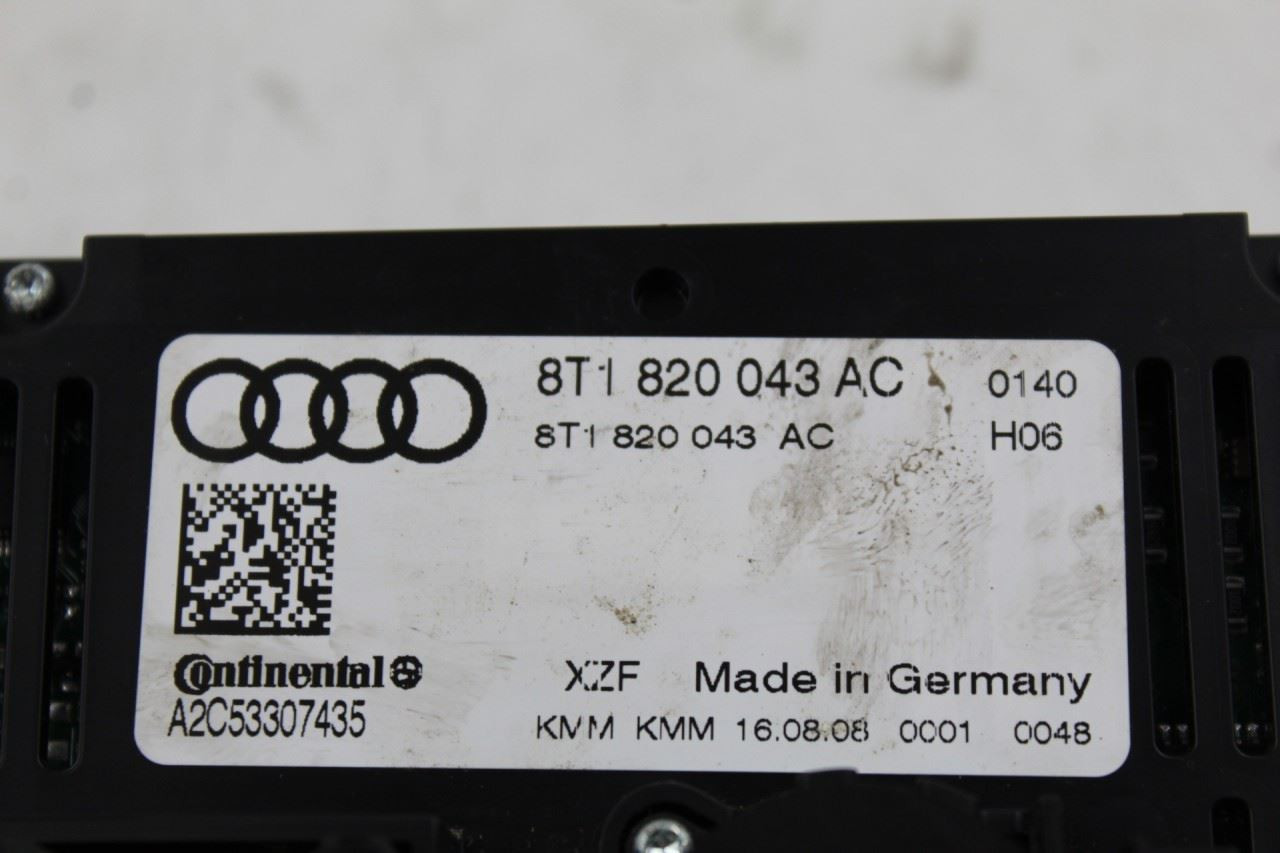 8T1 820 043 AC 0140
8T1 820 043 AC H06
Continental
XZF Made in Germany
A2C53307435
KMM KMM 16.08.08 0001 0048